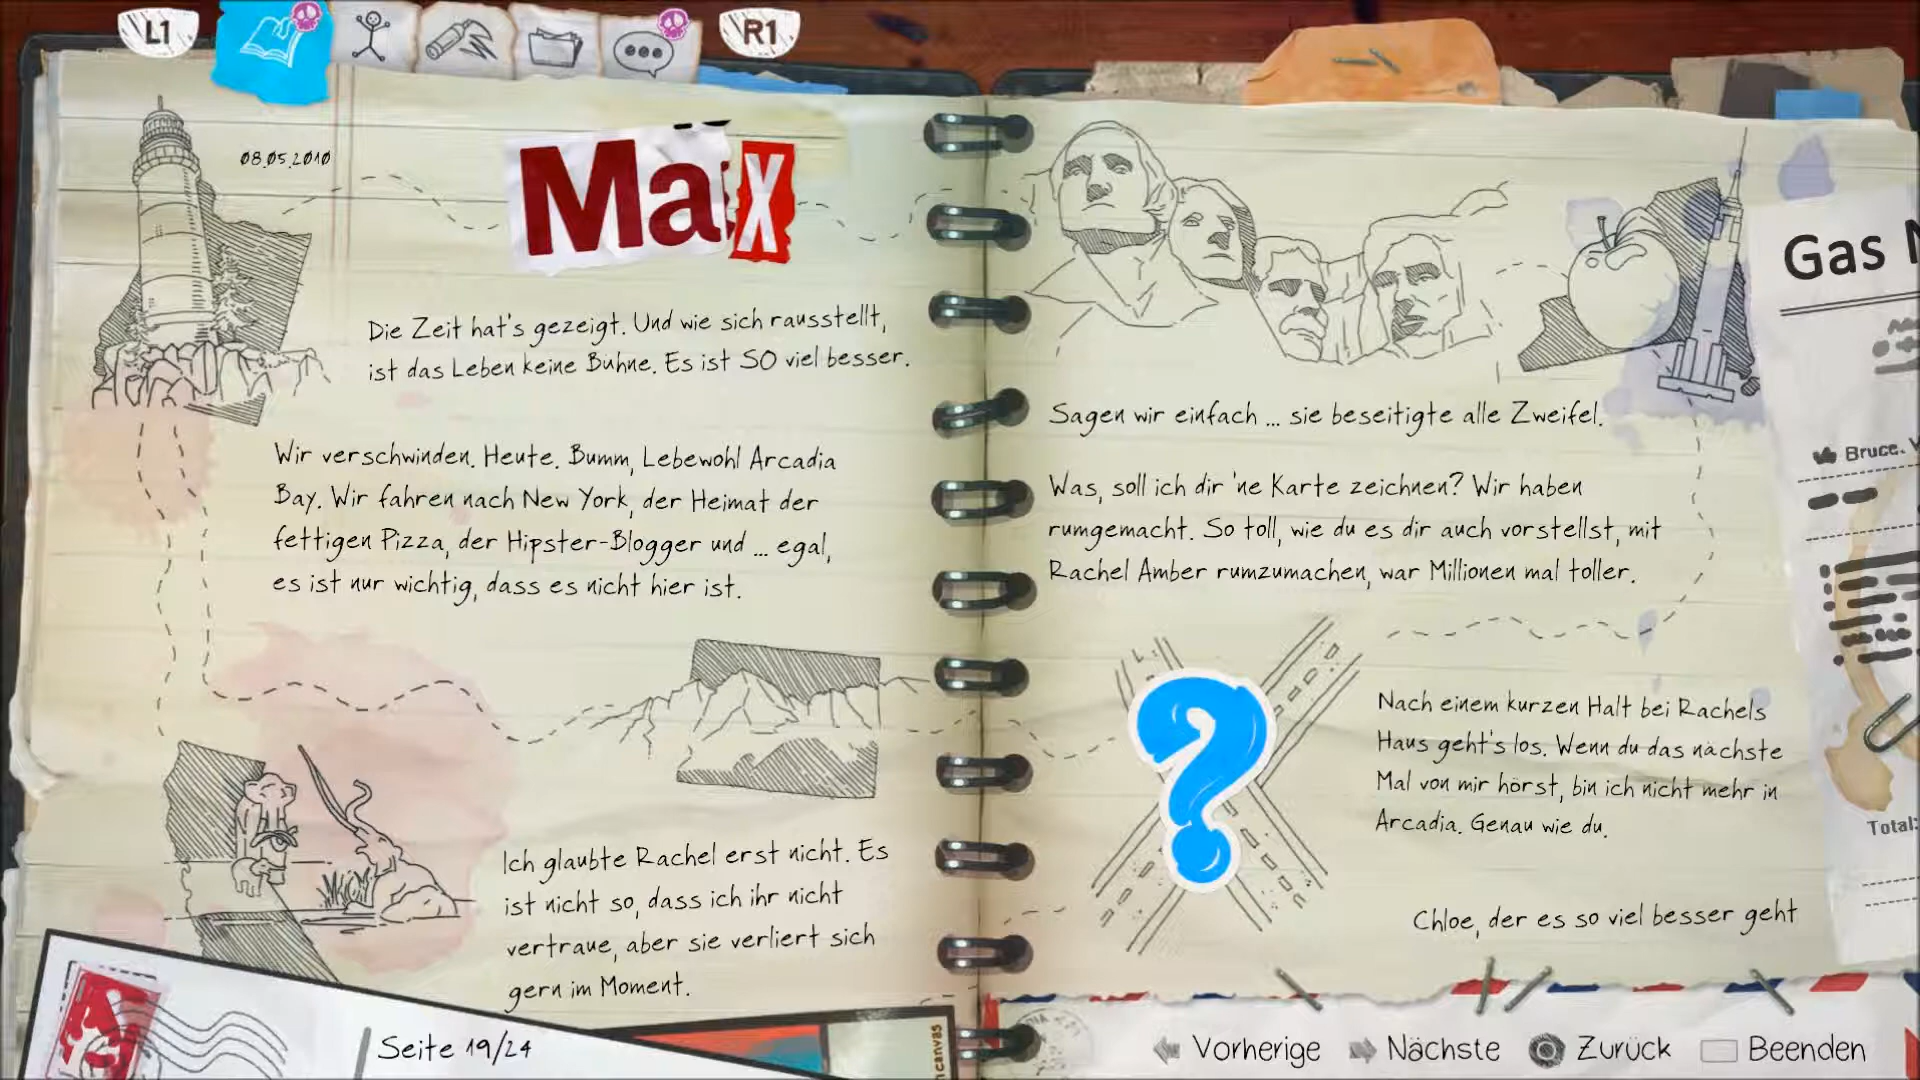 L1
R1
08.05.2010
Max
Die Zeit hat's gezeigt. Und wie sich rausstellt,
ist das Leben keine Bühne. Es ist SO viel besser.
Wir verschwinden. Heute. Bumm, Lebewohl Arcadia
Bay. Wir fahren nach New York, der Heimat der
fettigen Pizza, der Hipster-Blogger und ... egal,
es ist nur wichtig, dass es nicht hier ist.
Ich glaubte Rachel erst nicht. Es
ist nicht so, dass ich ihr nicht
vertraue, aber sie verliert sich
gern im Moment.
Seite 19/24
Sagen wir einfach ... sie beseitigte alle Zweifel.
Was, soll ich dir 'ne Karte zeichnen? Wir haben
rumgemacht. So toll, wie du es dir auch vorstellst, mit
Rachel Amber rumzumachen, war Millionen mal toller.
?
Nach einem kurzen Halt bei Rachels
Haus geht's los. Wenn du das nächste
Mal von mir hörst, bin ich nicht mehr in
Arcadia. Genau wie du.
Chloe, der es so viel besser geht
Gas
Bruce.
Total:
Vorherige
Nächste
Zurück
Beenden